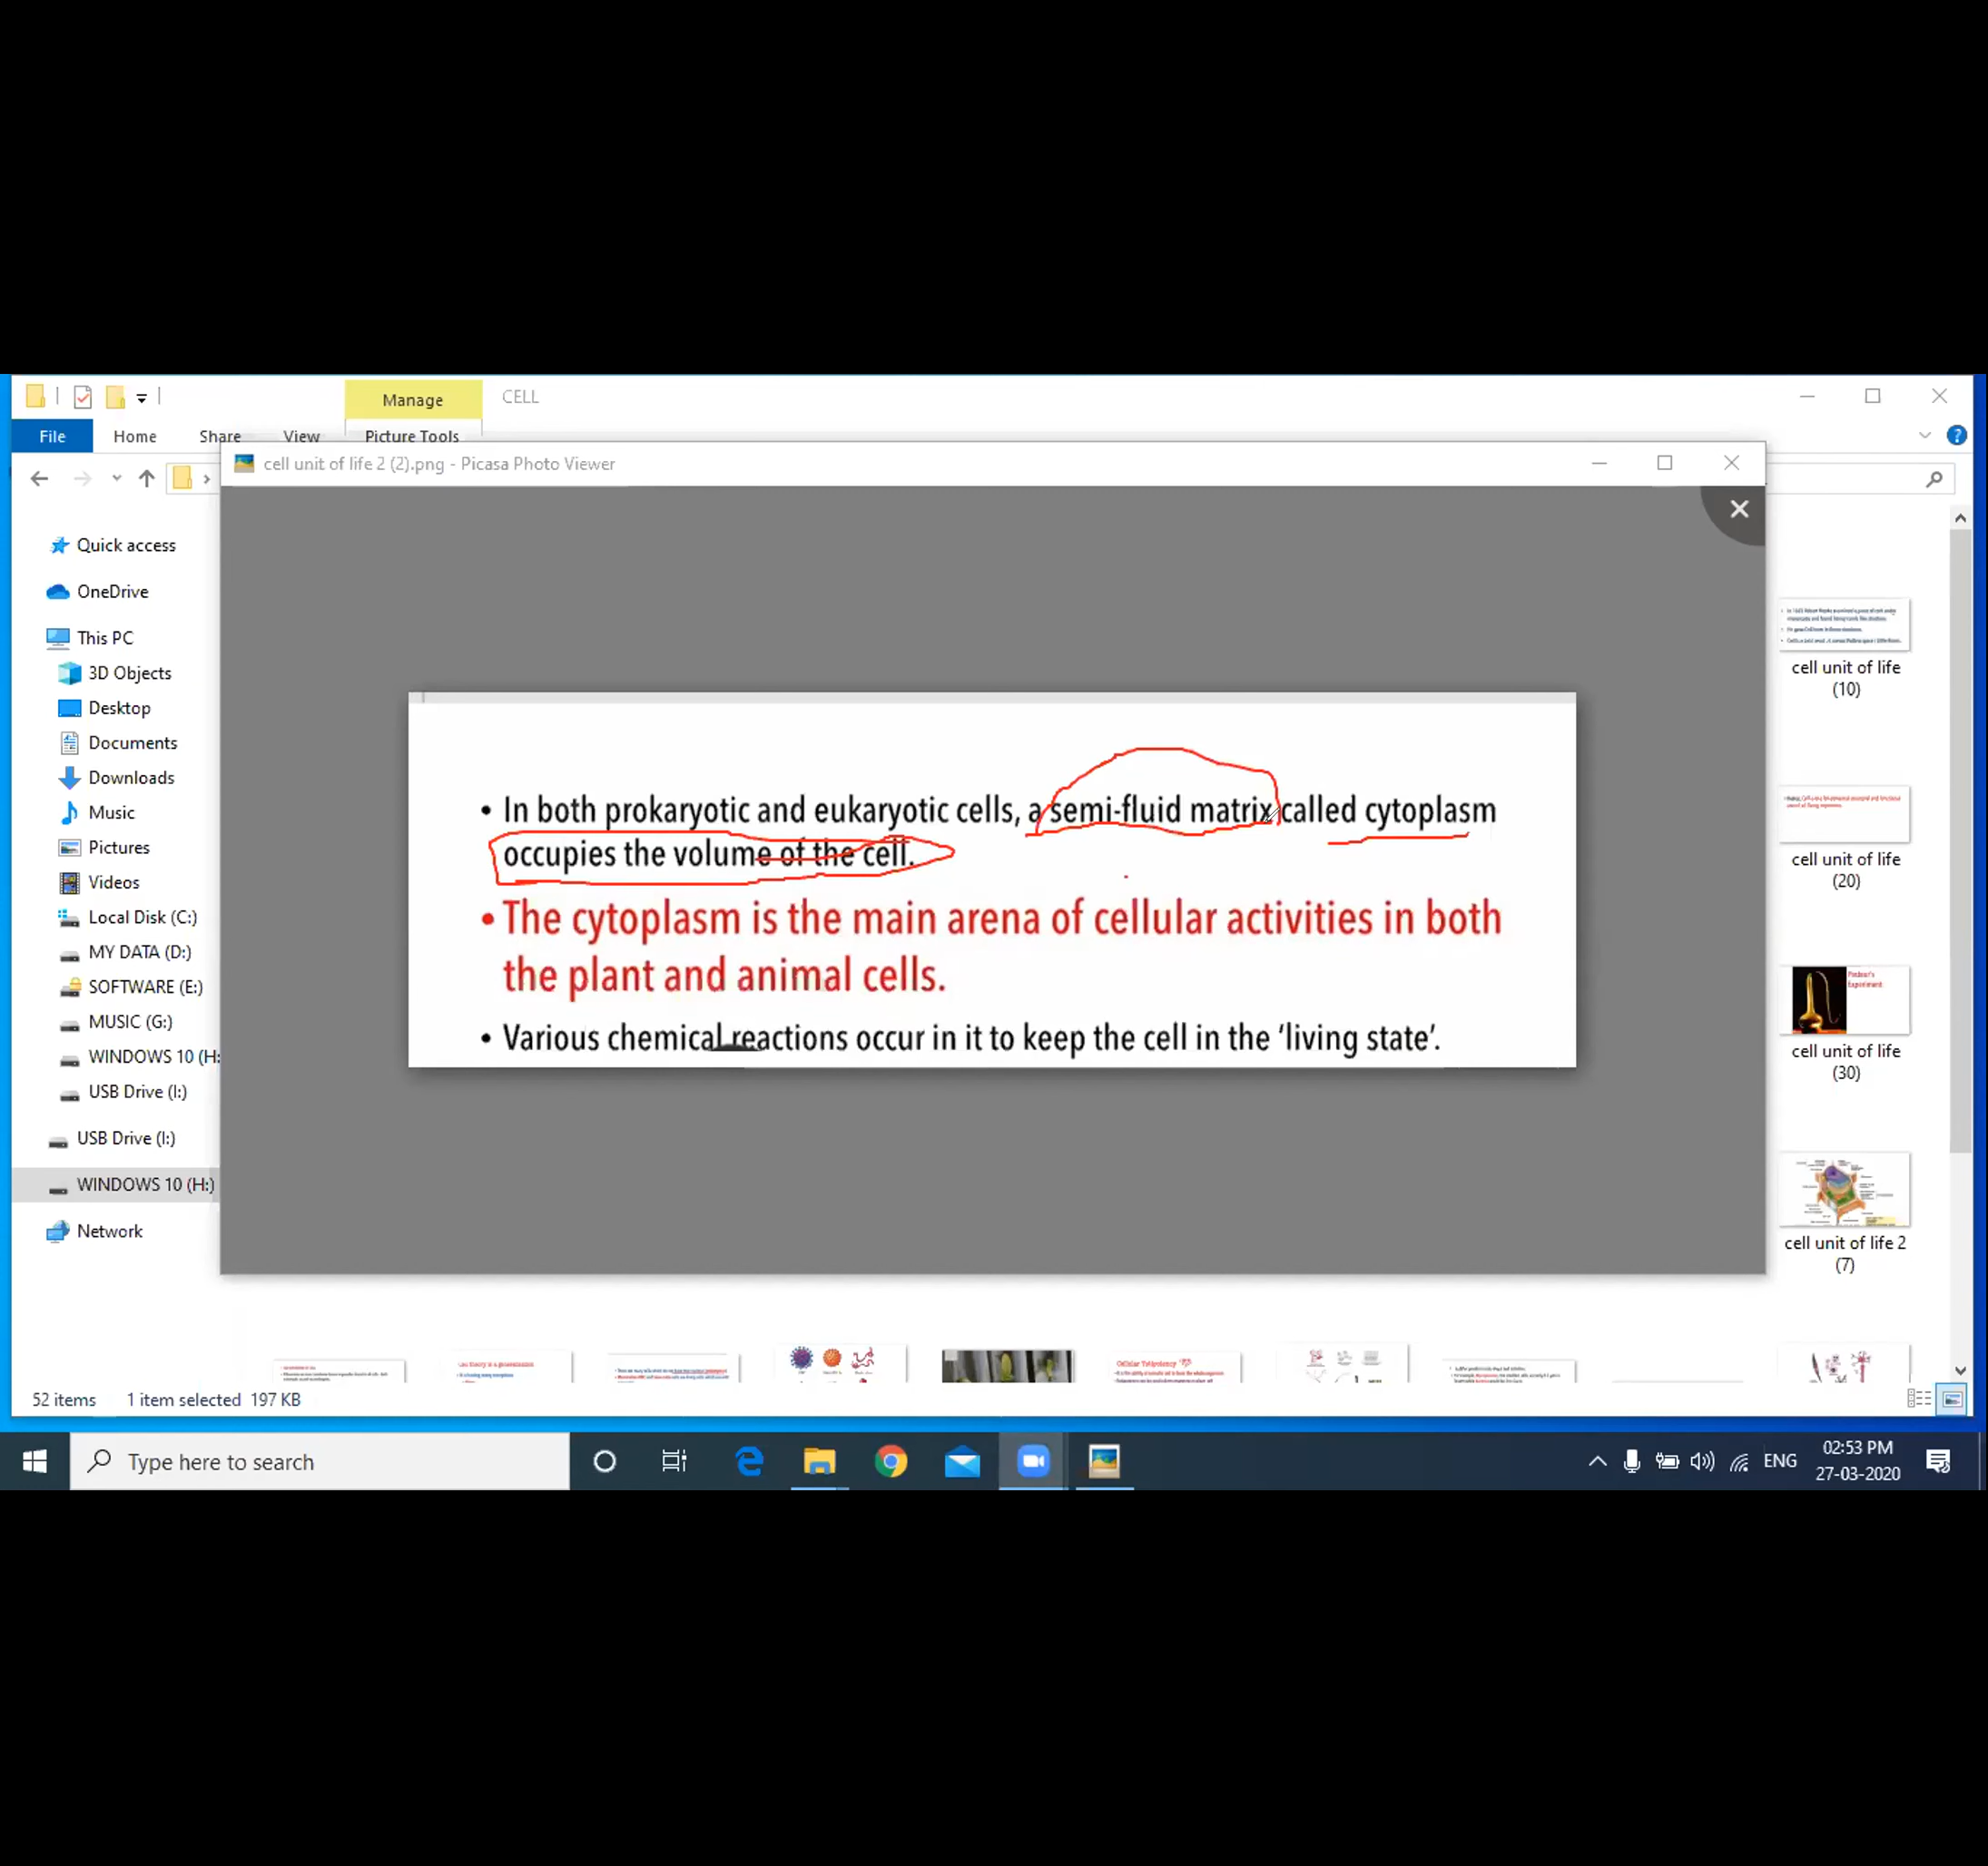 Manage
CELL
File
Home
Share
View
Picture Tools
cell unit of life 2 (2).png - Picasa Photo Viewer
Quick access
OneDrive
This PC
3D Objects
Desktop
Documents
Downloads
Music
Pictures
Videos
Local Disk (C:)
MY DATA (D:)
SOFTWARE (E:)
MUSIC (G:)
WINDOWS 10 (H:
USB Drive (I:)
USB Drive (I:)
WINDOWS 10 (H:)
Network
• In both prokaryotic and eukaryotic cells, a semi-fluid matrix called cytoplasm
occupies the volume of the cell.
• The cytoplasm is the main arena of cellular activities in both
the plant and animal cells.
• Various chemical reactions occur in it to keep the cell in the ‘living state’.
cell unit of life
(10)
cell unit of life
(20)
Pasteur's
Experiment
cell unit of life
(30)
cell unit of life 2
(7)
Cellular Totipotency
52 items
1 item selected 197 KB
Type here to search
ENG
02:53 PM
27-03-2020